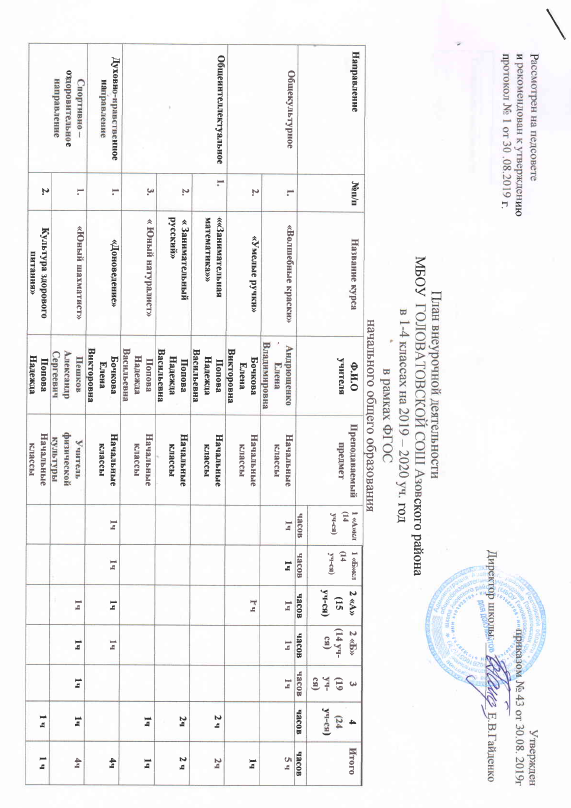 Рассмотрен на педсовете
и рекомендован к утверждению
протокол № 1 от 30 .08.2019 г.
Утвержден
приказом № 43 от 30.08. 2019г
Директор школы Е.В.Гайденко
План внеурочной деятельности
МБОУ ГОЛОВАТОВСКОЙ СОШ Азовского района
в 1-4 классах на 2019 – 2020 уч. год
в рамках ФГОС
начального общего образования
Направление №п/п Название курса Ф.И.О учителя Преподаваемый предмет 1 «А»кл (14 уч-ся) 1 «Б»кл (14 уч-ся) 2 «А» (15 уч-ся) 2 «Б» (14 уч-ся) 3 (19 уч-ся) 4 (24 уч-ся) Итого
часов часов часов часов часов часов часов
Общекультурное 1. «Волшебные краски» Андрющенко Елена Владимировна Начальные классы 1ч 1ч 1ч 1ч 1ч 5 ч
2. «Умелые ручки» Бочкова Елена Викторовна Начальные классы 1ч 1ч
Общеинтеллектуальное 1. ««Занимательная математика»» Попова Надежда Васильевна Начальные классы 2 ч 2ч
2. « Занимательный русский» Попова Надежда Васильевна Начальные классы 2ч 2 ч
3. « Юный натуралист» Попова Надежда Васильевна Начальные классы 1ч 1ч
Духовно-нравственное направление 1. «Доноведение» Бочкова Елена Викторовна Начальные классы 1ч 1ч 1ч 1ч 4ч
Спортивно – оздоровительное направление 1. «Юный шахматист» Пенков Александр Сергеевич Учитель физической культуры 1ч 1ч 1ч 1ч 4ч
2. Культура здорового питания» Попова Надежда Начальные классы 1 ч 1 ч